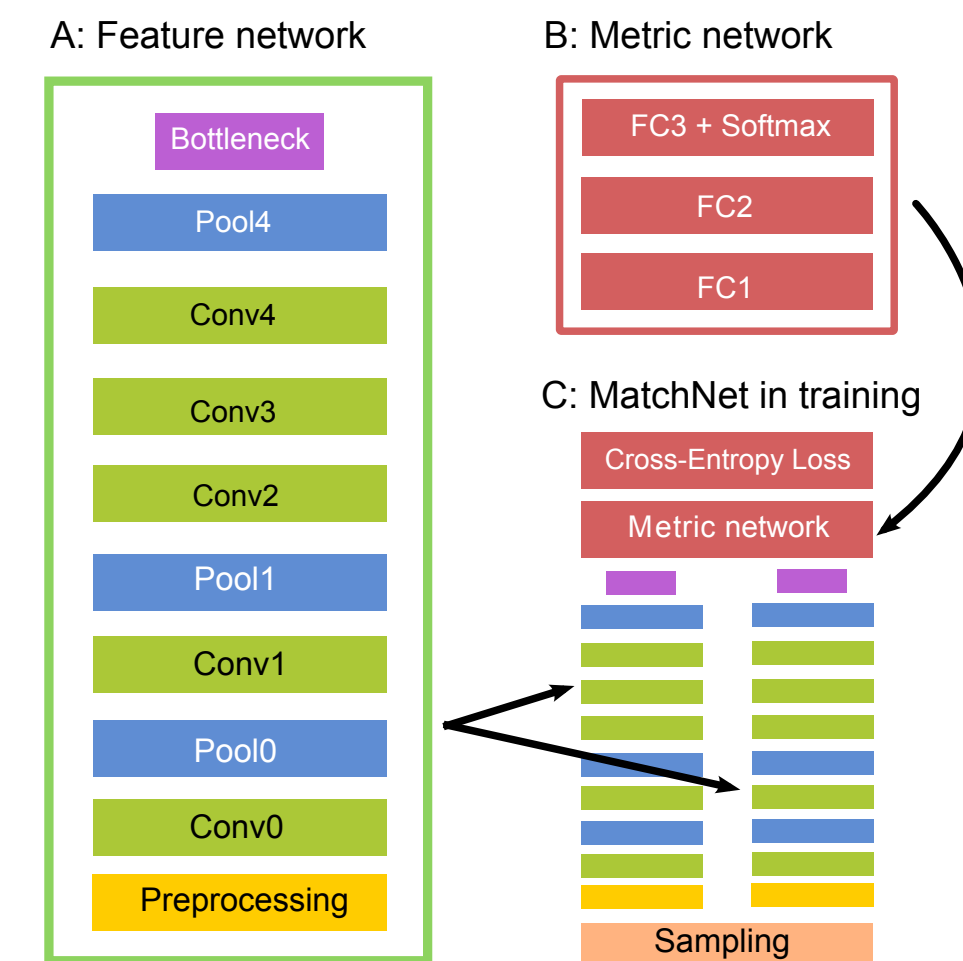 A: Feature network
Bottleneck
Pool4
Conv4
Conv3
Conv2
Pool1
Conv1
Pool0
Conv0
Preprocessing
B: Metric network
FC3 + Softmax
FC2
FC1
C: MatchNet in training
Cross-Entropy Loss
Metric network
Sampling